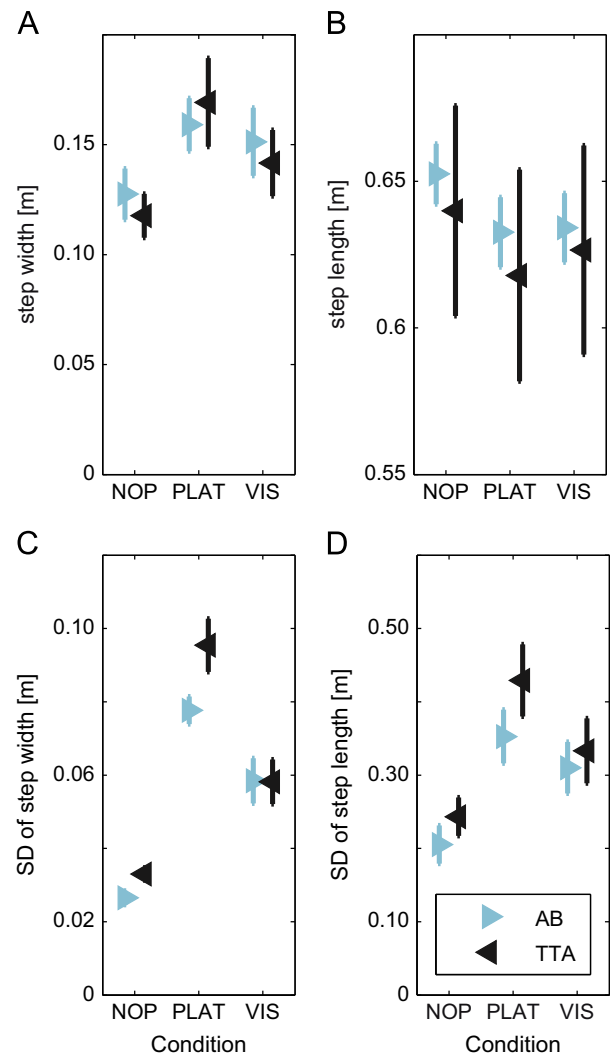 A
step width [m]
0.15
0.10
0.05
0
NOP PLAT VIS
B
step length [m]
0.65
0.6
0.55
NOP PLAT VIS
C
SD of step width [m]
0.10
0.06
0.02
0
NOP PLAT VIS
Condition
D
SD of step length [m]
0.50
0.30
0.10
0
AB
TTA
NOP PLAT VIS
Condition